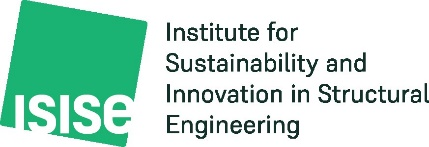 ISISE
Institute for
Sustainability and
Innovation in Structural
Engineering